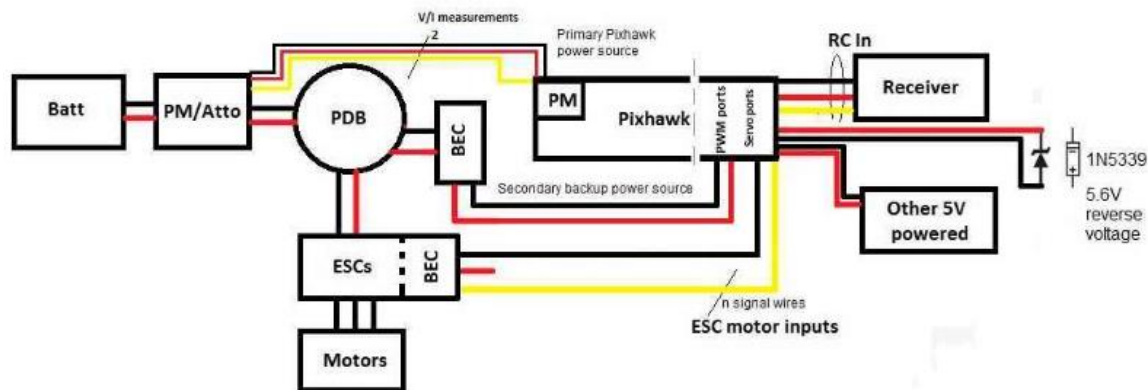 V/I measurements
2
Primary Pixhawk
power source
RC In
Batt
PM/Atto
PDB
PM
Pixhawk
PWM ports
Servo ports
Receiver
BEC
1N5339
5.6V
reverse
voltage
Secondary backup power source
Other 5V
powered
ESCs
BEC
n signal wires
ESC motor inputs
Motors